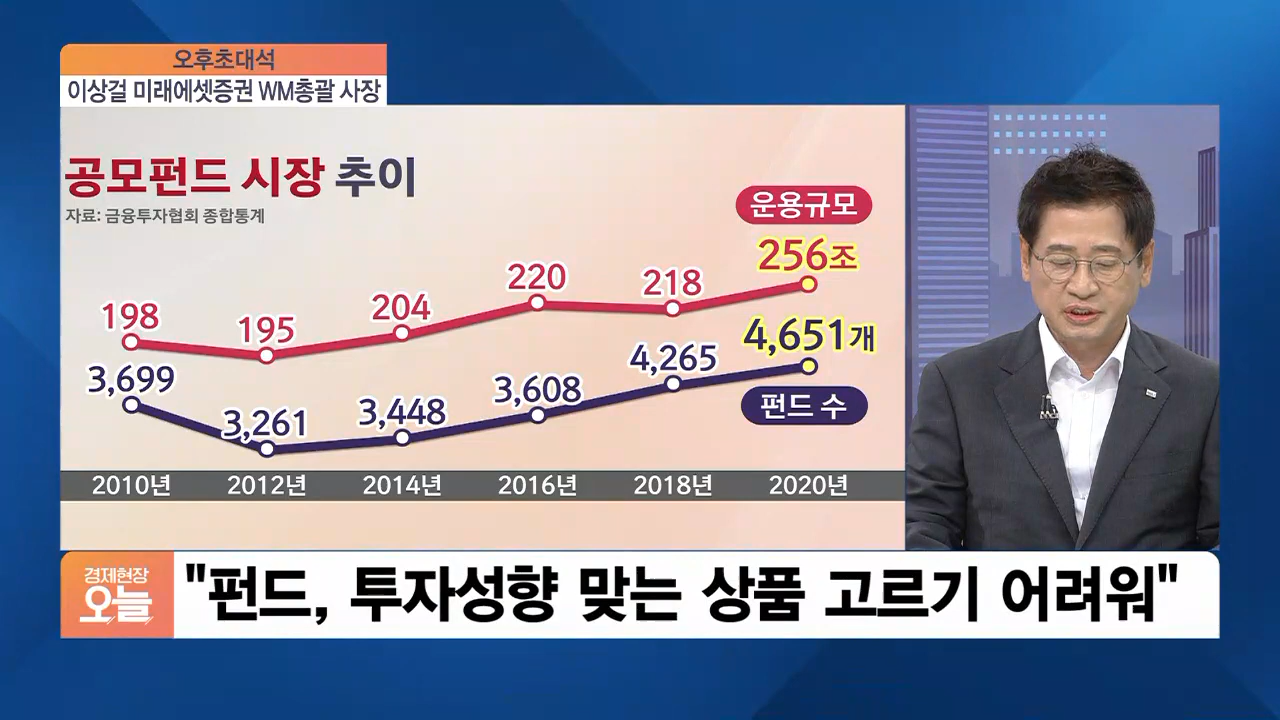 오후초대석
이상걸 미래에셋증권 WM총괄 사장
공모펀드 시장 추이
자료: 금융투자협회 종합통계
운용규모
198 195 204 220 218 256조
3,699 3,261 3,448 3,608 4,265 4,651개
펀드 수
2010년 2012년 2014년 2016년 2018년 2020년
경제현장
오늘
"펀드, 투자성향 맞는 상품 고르기 어려워"